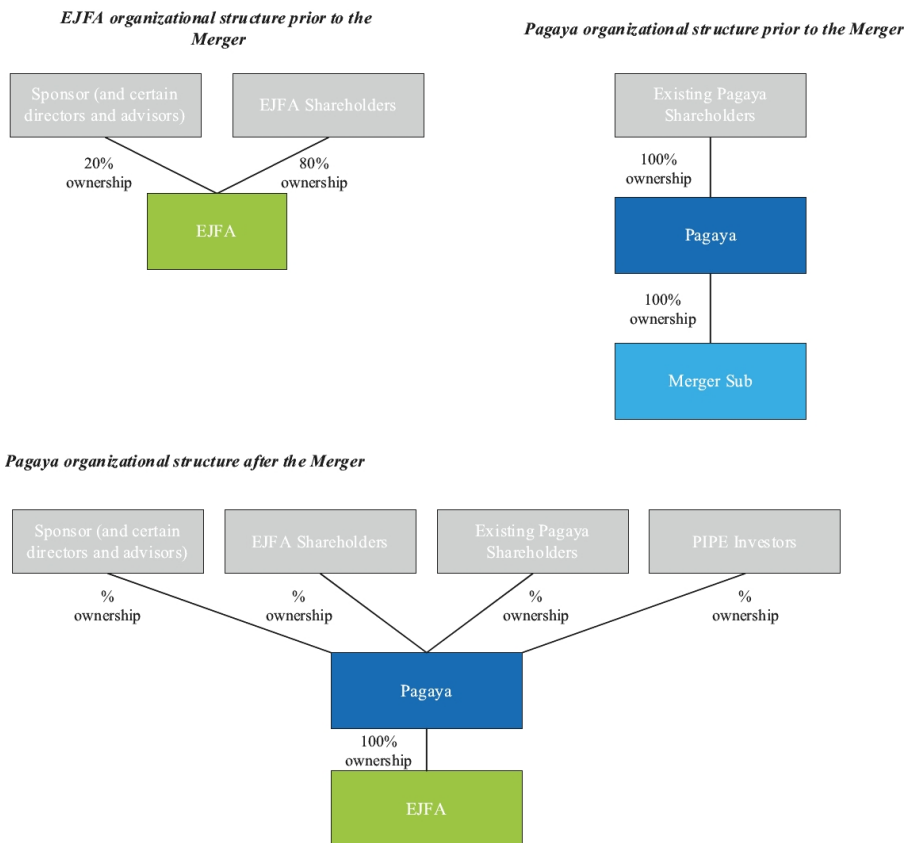 EJFA organizational structure prior to the
Merger
Sponsor (and certain
directors and advisors)
EJFA Shareholders
20%
ownership
80%
ownership
EJFA
Pagaya organizational structure prior to the Merger
Existing Pagaya
Shareholders
100%
ownership
Pagaya
100%
ownership
Merger Sub
Pagaya organizational structure after the Merger
Sponsor (and certain
directors and advisors)
EJFA Shareholders
Existing Pagaya
Shareholders
PIPE Investors
%
ownership
%
ownership
%
ownership
%
ownership
Pagaya
100%
ownership
EJFA